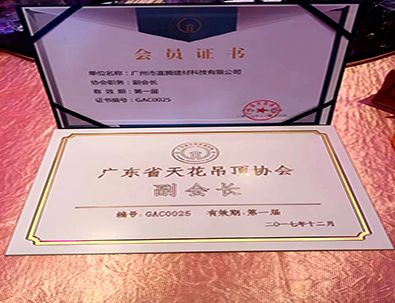 会员证书
单位名称：广州市嬴腾建材科技有限公司
协会职务：副会长
有效期：第一届
证书编号：GAC0025
广东省天花吊顶协会
副会长
编号：GAC0025 有效期：第一届
二〇一七年十二月